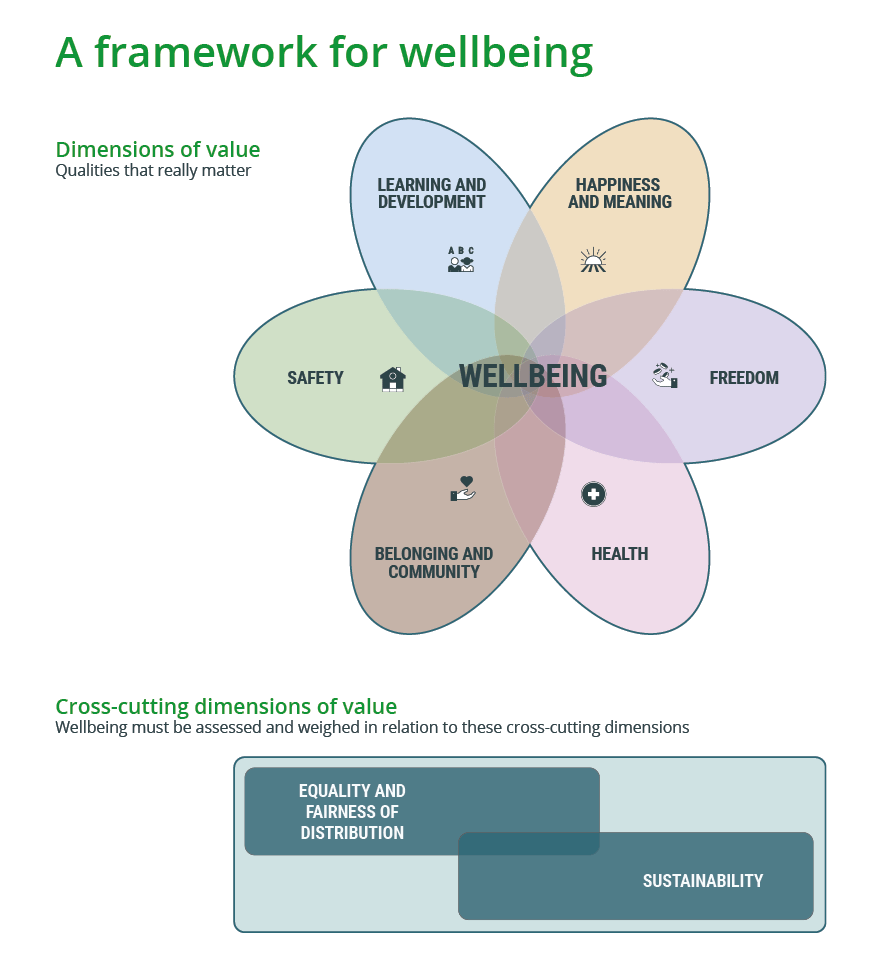 A framework for wellbeing
Dimensions of value
Qualities that really matter
LEARNING AND
DEVELOPMENT
HAPPINESS
AND MEANING
A B C
SAFETY
WELLBEING
FREEDOM
BELONGING AND
COMMUNITY
HEALTH
Cross-cutting dimensions of value
Wellbeing must be assessed and weighed in relation to these cross-cutting dimensions
EQUALITY AND
FAIRNESS OF
DISTRIBUTION
SUSTAINABILITY